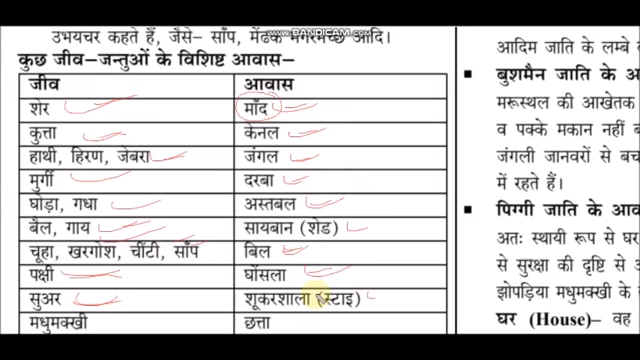 www.BANDICAM.com
उभयचर कहते हैं, जैसे– साँप, मेंढक मगरमच्छ आदि।
कुछ जीव – जन्तुओं के विशिष्ट आवास–
जीव आवास
शेर माँद
कुत्ता केनल
हाथी, हिरण, जेबरा जंगल
मुर्गी दरबा
घोड़ा, गधा अस्तबल
बैल, गाय सायबान (शेड)
चूहा, खरगोश, चींटी, साँप बिल
पक्षी घोंसला
सुअर शूकरशाला (स्टाइ)
मधुमक्खी छत्ता
आदिम जाति के लम्बे
बुशमैन जाति के आ
मरूस्थल की आखेतक
व पक्के मकान नहीं ब
जंगली जानवरों से बच
में रहते हैं।
पिग्गी जाति के आव
अतः स्थायी रूप से घर
से सुरक्षा की दृष्टि से अ
झोपड़िया मधुमक्खी के
घर (House)– वह